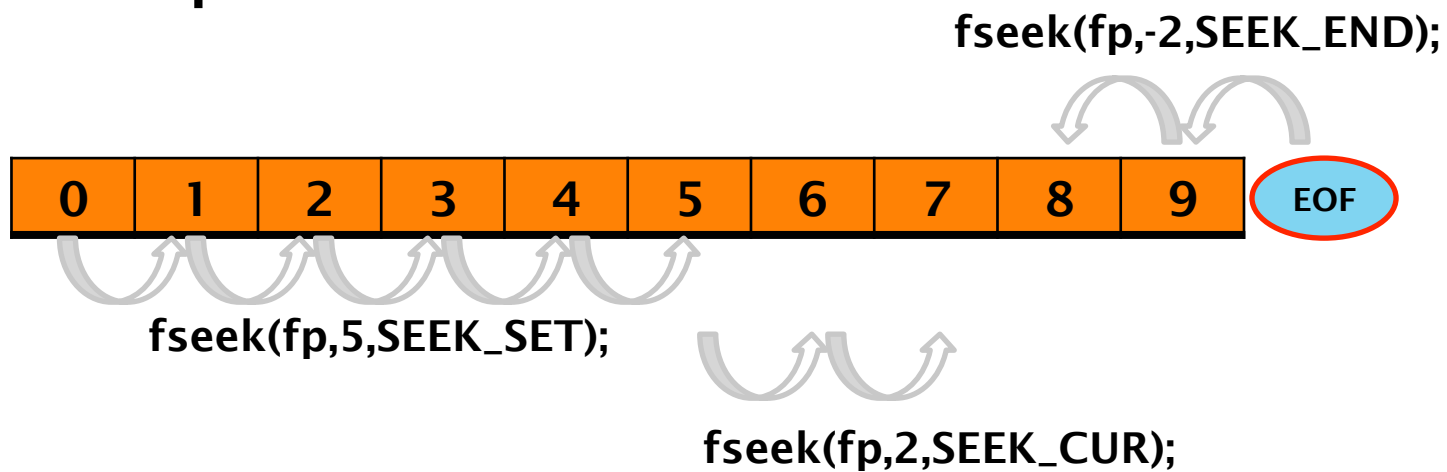 fseek(fp,-2,SEEK_END);
0 1 2 3 4 5 6 7 8 9 EOF
fseek(fp,5,SEEK_SET);
fseek(fp,2,SEEK_CUR);